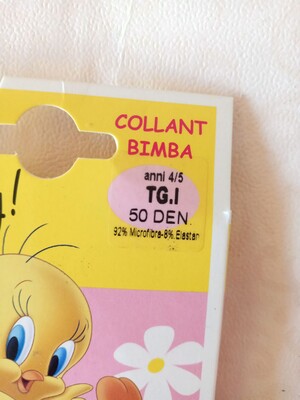 COLLANT
BIMBA
anni 4/5
TG.I
50 DEN.
92% Microfibra-8% Elastan
!